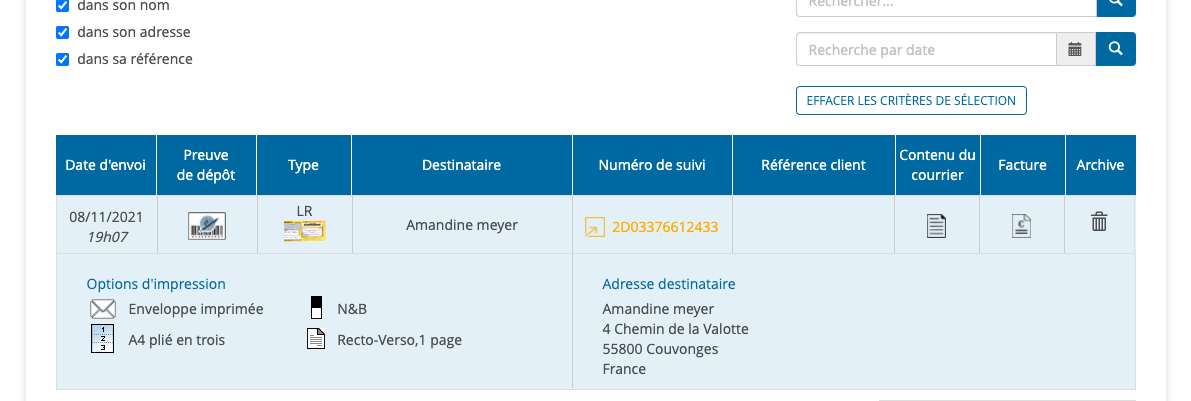 dans son nom
Rechercher...
dans son adresse
Recherche par date
dans sa référence
EFFACER LES CRITÈRES DE SÉLECTION
Date d'envoi
Preuve
de dépôt
Type
Destinataire
Numéro de suivi
Référence client
Contenu du
courrier
Facture
Archive
08/11/2021
19h07
LR
Amandine meyer
2D03376612433
Options d'impression
Enveloppe imprimée
N&B
1
2
3
A4 plié en trois
Recto-Verso,1 page
Adresse destinataire
Amandine meyer
4 Chemin de la Valotte
55800 Couvonges
France